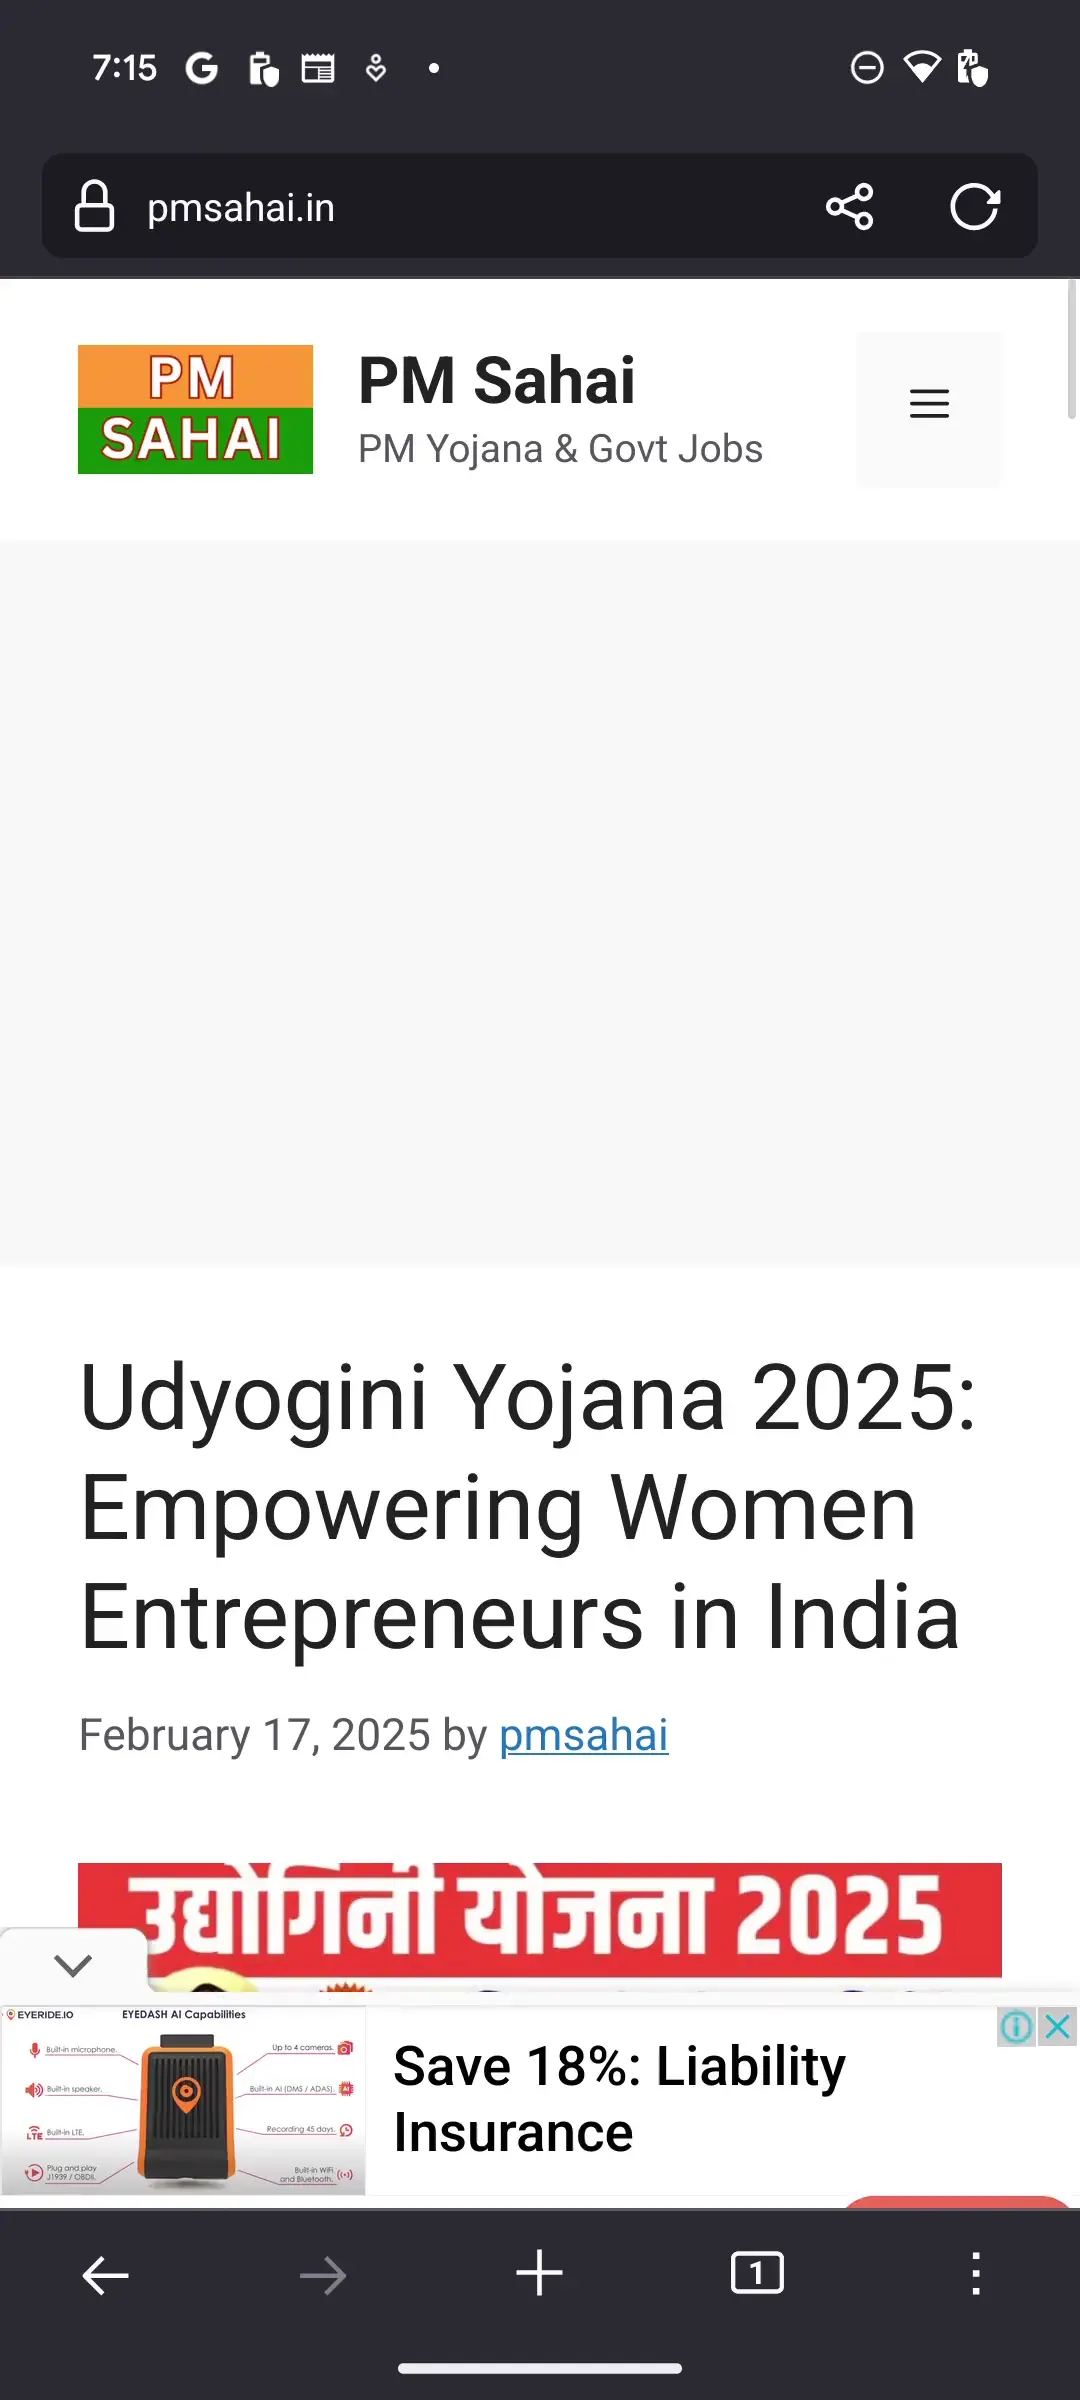 7:15
pmsahai.in
PM
SAHAI
PM Sahai
PM Yojana & Govt Jobs
Udyogini Yojana 2025:
Empowering Women
Entrepreneurs in India
February 17, 2025 by pmsahai
उद्योगिनी योजना 2025
EYERIDE.IO
EYEDASH AI Capabilities
Built-in microphone.
Up to 4 cameras.
Built-in speaker.
Built-in AI (DMS / ADAS).
AI
LTE
Built-in LTE.
Recording 45 days.
Plug and play
J1939 / OBDII.
Built-in WiFi
and Bluetooth.
Save 18%: Liability
Insurance
1